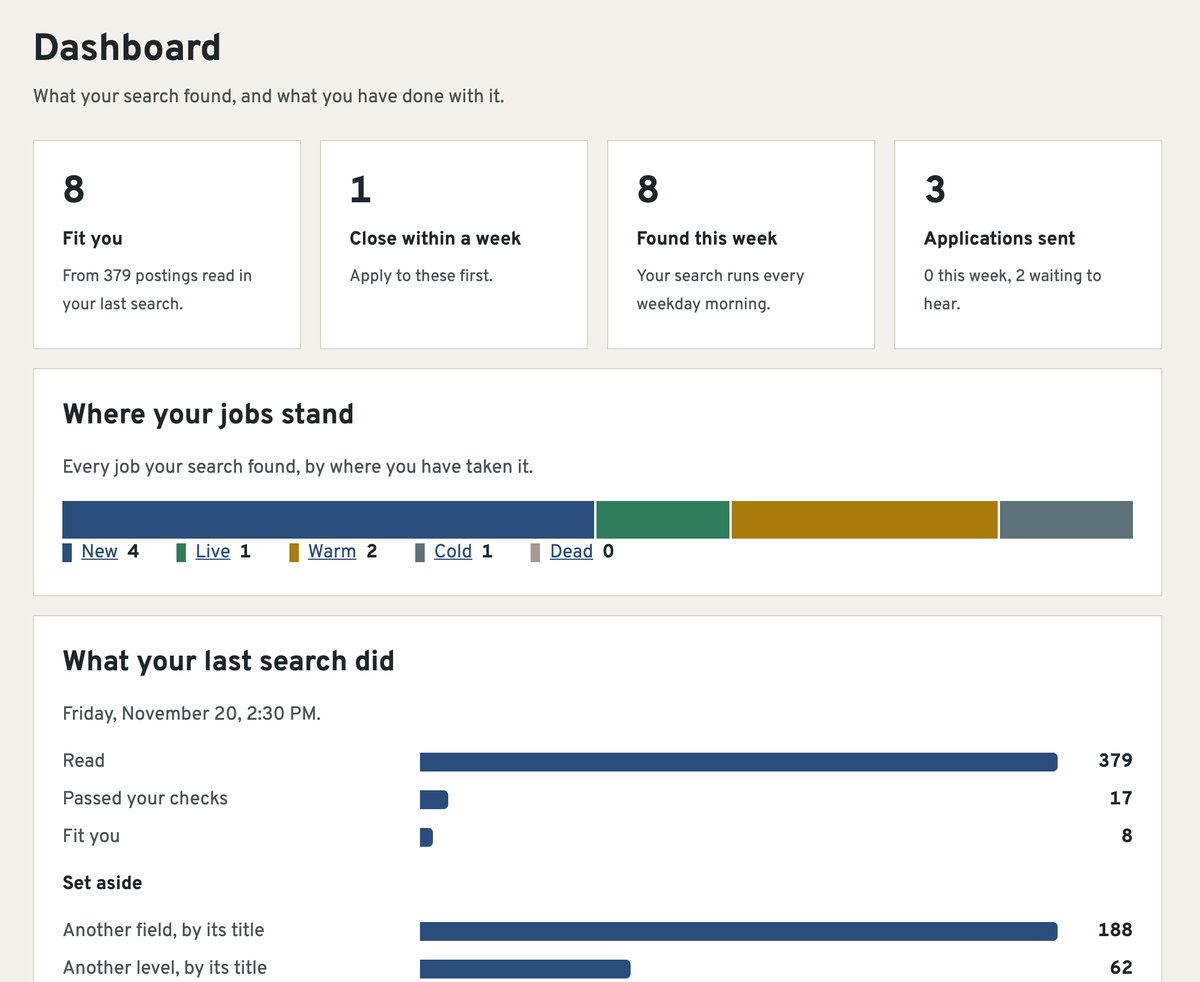 Dashboard
What your search found, and what you have done with it.
8
Fit you
From 379 postings read in
your last search.
1
Close within a week
Apply to these first.
8
Found this week
Your search runs every
weekday morning.
3
Applications sent
0 this week, 2 waiting to
hear.
Where your jobs stand
Every job your search found, by where you have taken it.
New 4 Live 1 Warm 2 Cold 1 Dead 0
What your last search did
Friday, November 20, 2:30 PM.
Read 379
Passed your checks 17
Fit you 8
Set aside
Another field, by its title 188
Another level, by its title 62